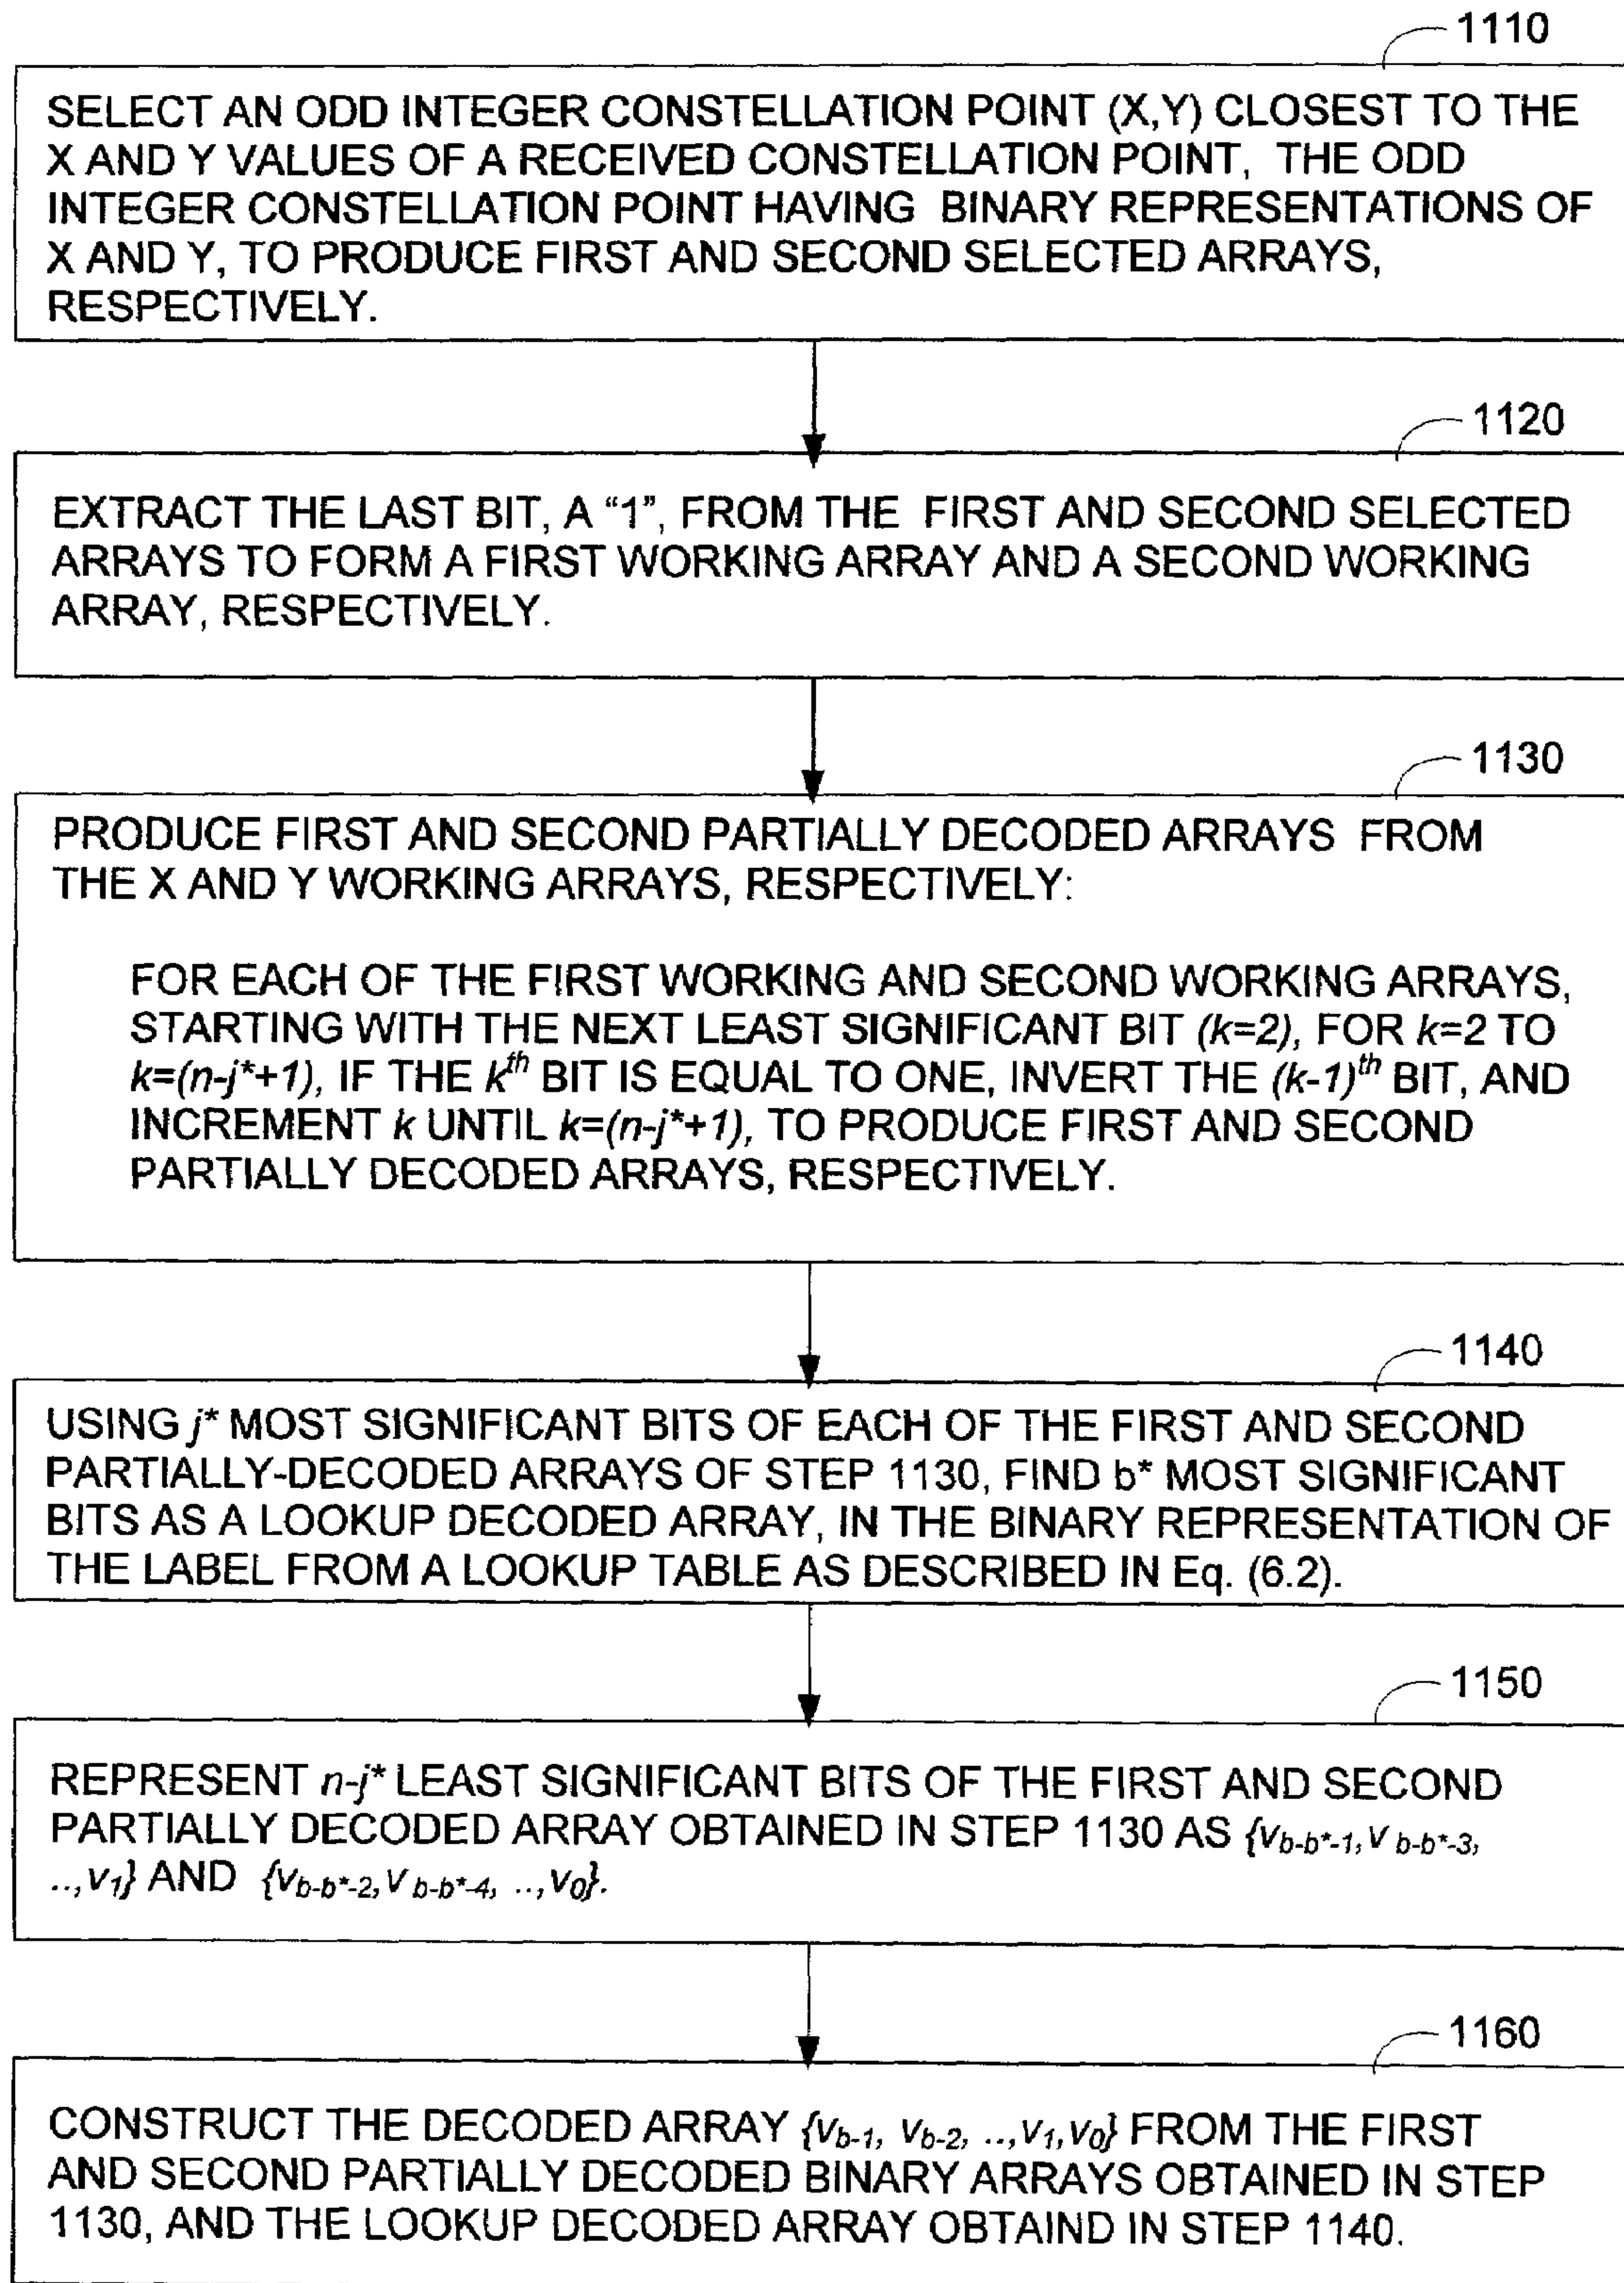 1110
SELECT AN ODD INTEGER CONSTELLATION POINT (X,Y) CLOSEST TO THE
X AND Y VALUES OF A RECEIVED CONSTELLATION POINT, THE ODD
INTEGER CONSTELLATION POINT HAVING BINARY REPRESENTATIONS OF
X AND Y, TO PRODUCE FIRST AND SECOND SELECTED ARRAYS,
RESPECTIVELY.
1120
EXTRACT THE LAST BIT, A “1”, FROM THE FIRST AND SECOND SELECTED
ARRAYS TO FORM A FIRST WORKING ARRAY AND A SECOND WORKING
ARRAY, RESPECTIVELY.
1130
PRODUCE FIRST AND SECOND PARTIALLY DECODED ARRAYS FROM
THE X AND Y WORKING ARRAYS, RESPECTIVELY:
FOR EACH OF THE FIRST WORKING AND SECOND WORKING ARRAYS,
STARTING WITH THE NEXT LEAST SIGNIFICANT BIT (k=2), FOR k=2 TO
k=(n-j*+1), IF THE kth BIT IS EQUAL TO ONE, INVERT THE (k-1)th BIT, AND
INCREMENT k UNTIL k=(n-j*+1), TO PRODUCE FIRST AND SECOND
PARTIALLY DECODED ARRAYS, RESPECTIVELY.
1140
USING j* MOST SIGNIFICANT BITS OF EACH OF THE FIRST AND SECOND
PARTIALLY-DECODED ARRAYS OF STEP 1130, FIND b* MOST SIGNIFICANT
BITS AS A LOOKUP DECODED ARRAY, IN THE BINARY REPRESENTATION OF
THE LABEL FROM A LOOKUP TABLE AS DESCRIBED IN Eq. (6.2).
1150
REPRESENT n-j* LEAST SIGNIFICANT BITS OF THE FIRST AND SECOND
PARTIALLY DECODED ARRAY OBTAINED IN STEP 1130 AS {vb-b*-1, v b-b*-3,
..,v1} AND {vb-b*-2, v b-b*-4, ..,v0}.
1160
CONSTRUCT THE DECODED ARRAY {vb-1, vb-2, ..,v1,v0} FROM THE FIRST
AND SECOND PARTIALLY DECODED BINARY ARRAYS OBTAINED IN STEP
1130, AND THE LOOKUP DECODED ARRAY OBTAIND IN STEP 1140.